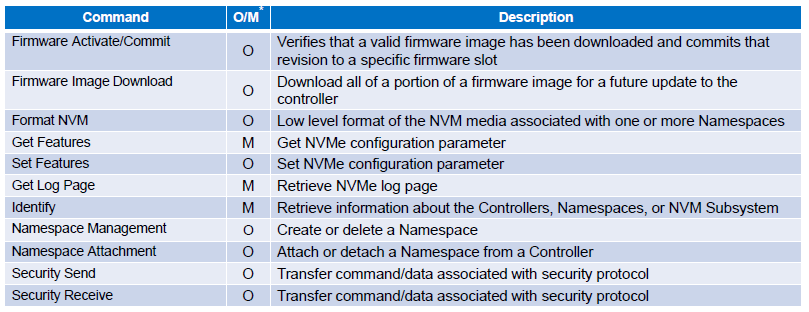 Command O/M* Description
Firmware Activate/Commit O Verifies that a valid firmware image has been downloaded and commits that
revision to a specific firmware slot
Firmware Image Download O Download all of a portion of a firmware image for a future update to the
controller
Format NVM O Low level format of the NVM media associated with one or more Namespaces
Get Features M Get NVMe configuration parameter
Set Features O Set NVMe configuration parameter
Get Log Page M Retrieve NVMe log page
Identify M Retrieve information about the Controllers, Namespaces, or NVM Subsystem
Namespace Management O Create or delete a Namespace
Namespace Attachment O Attach or detach a Namespace from a Controller
Security Send O Transfer command/data associated with security protocol
Security Receive O Transfer command/data associated with security protocol